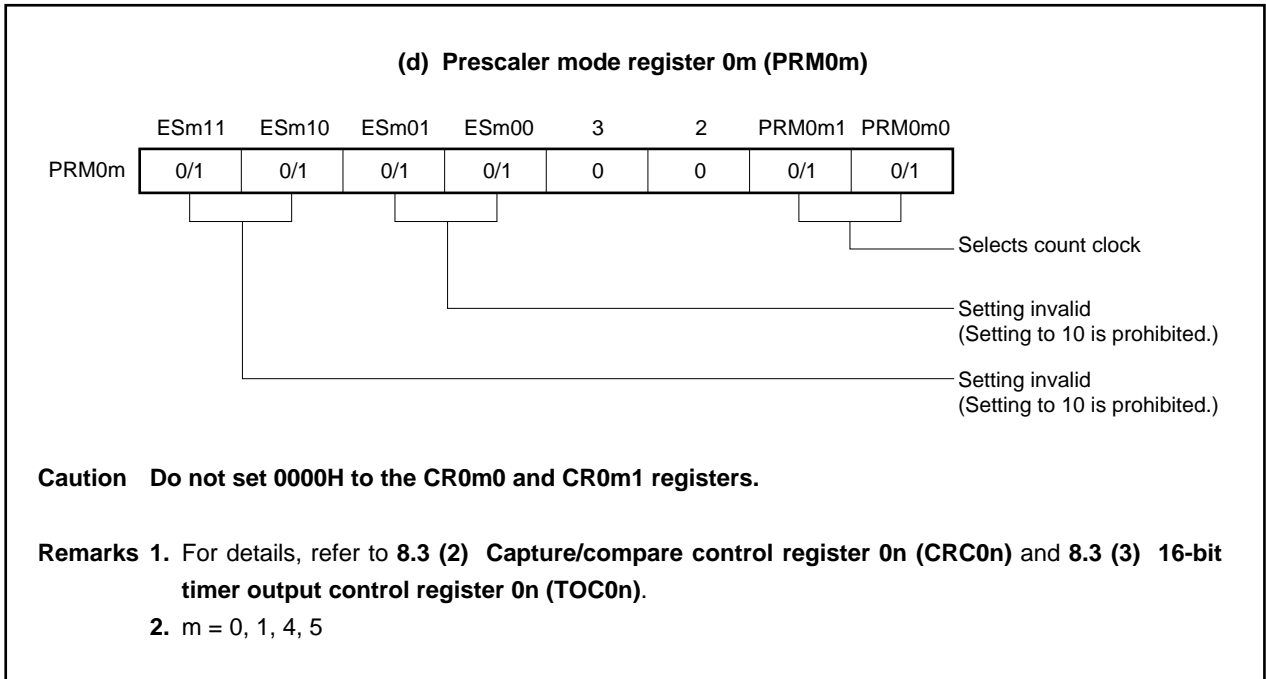 (d) Prescaler mode register 0m (PRM0m)
ESm11 ESm10 ESm01 ESm00 3 2 PRM0m1 PRM0m0
PRM0m 0/1 0/1 0/1 0/1 0 0 0/1 0/1
Selects count clock
Setting invalid
(Setting to 10 is prohibited.)
Setting invalid
(Setting to 10 is prohibited.)
Caution Do not set 0000H to the CR0m0 and CR0m1 registers.
Remarks 1. For details, refer to 8.3 (2) Capture/compare control register 0n (CRC0n) and 8.3 (3) 16-bit
timer output control register 0n (TOC0n).
2. m = 0, 1, 4, 5